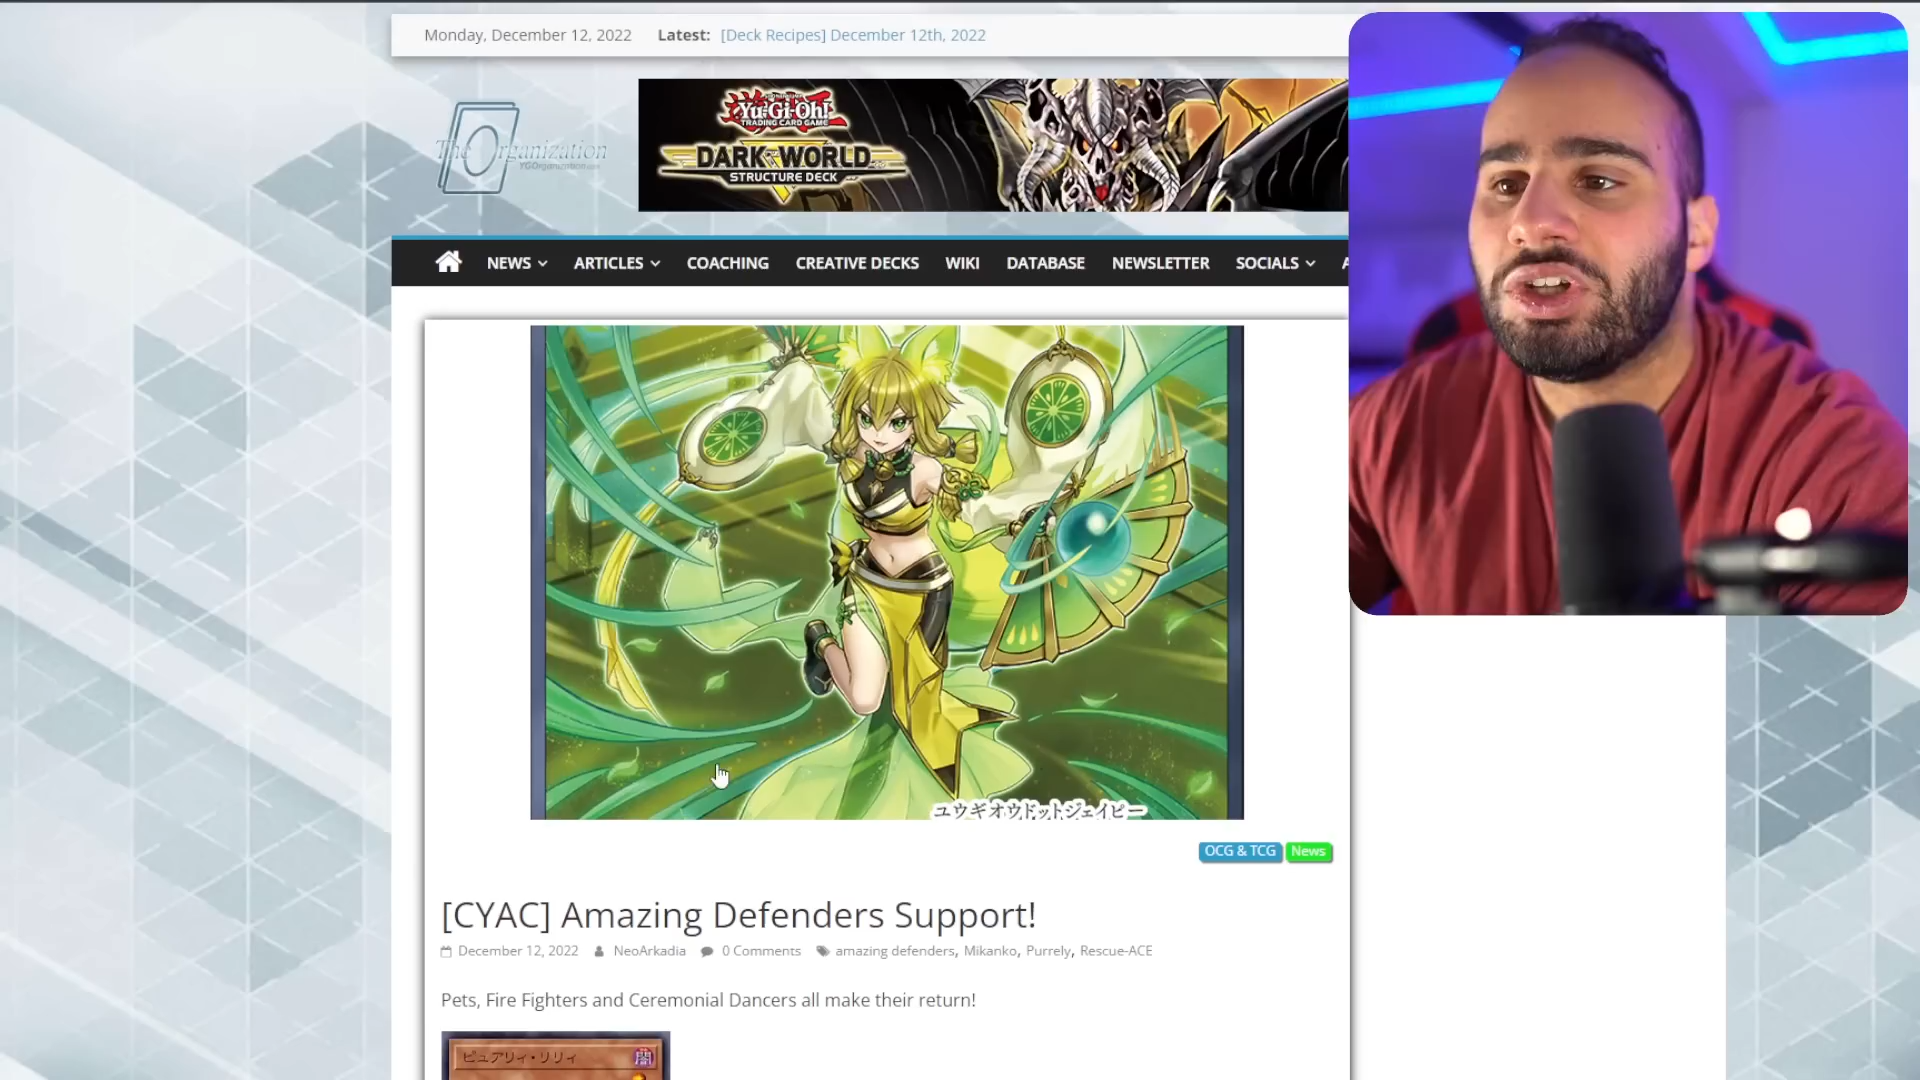 Monday, December 12, 2022 Latest: [Deck Recipes] December 12th, 2022
The Organization
YGOrganization.com
Yu-Gi-Oh!
TRADING CARD GAME
DARK WORLD
STRUCTURE DECK
NEWS ARTICLES COACHING CREATIVE DECKS WIKI DATABASE NEWSLETTER SOCIALS A
ユウギオウドットジェイピー
OCG & TCG News
[CYAC] Amazing Defenders Support!
December 12, 2022 NeoArkadia 0 Comments amazing defenders, Mikanko, Purrely, Rescue-ACE
Pets, Fire Fighters and Ceremonial Dancers all make their return!
ピュアリィ・リリィ 闇